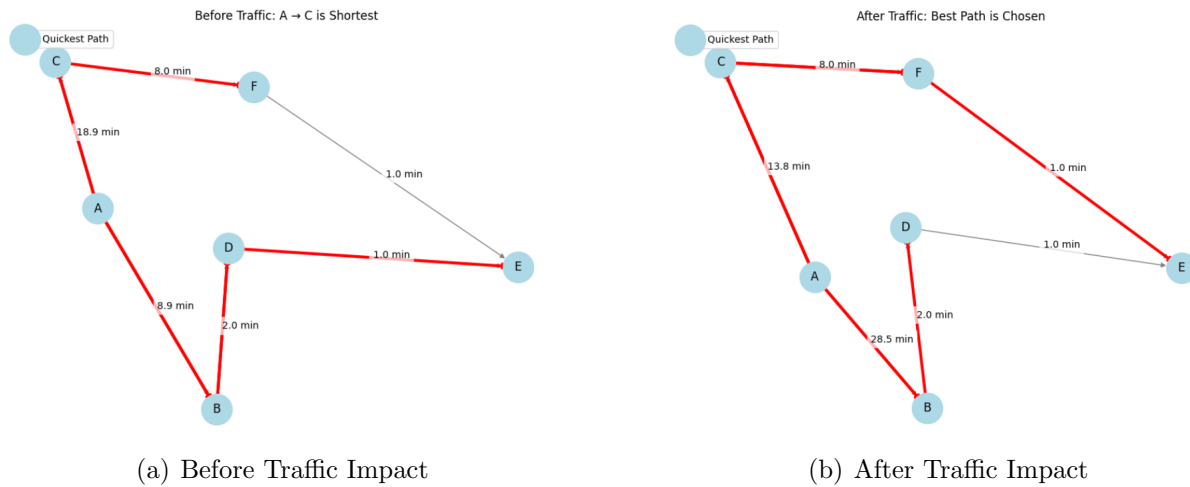 Before Traffic: A → C is Shortest
Quickest Path
C
8.0 min
F
18.9 min
1.0 min
A
D
1.0 min
E
8.9 min
2.0 min
B
(a) Before Traffic Impact
After Traffic: Best Path is Chosen
Quickest Path
C
8.0 min
F
13.8 min
1.0 min
D
1.0 min
E
A
2.0 min
28.5 min
B
(b) After Traffic Impact